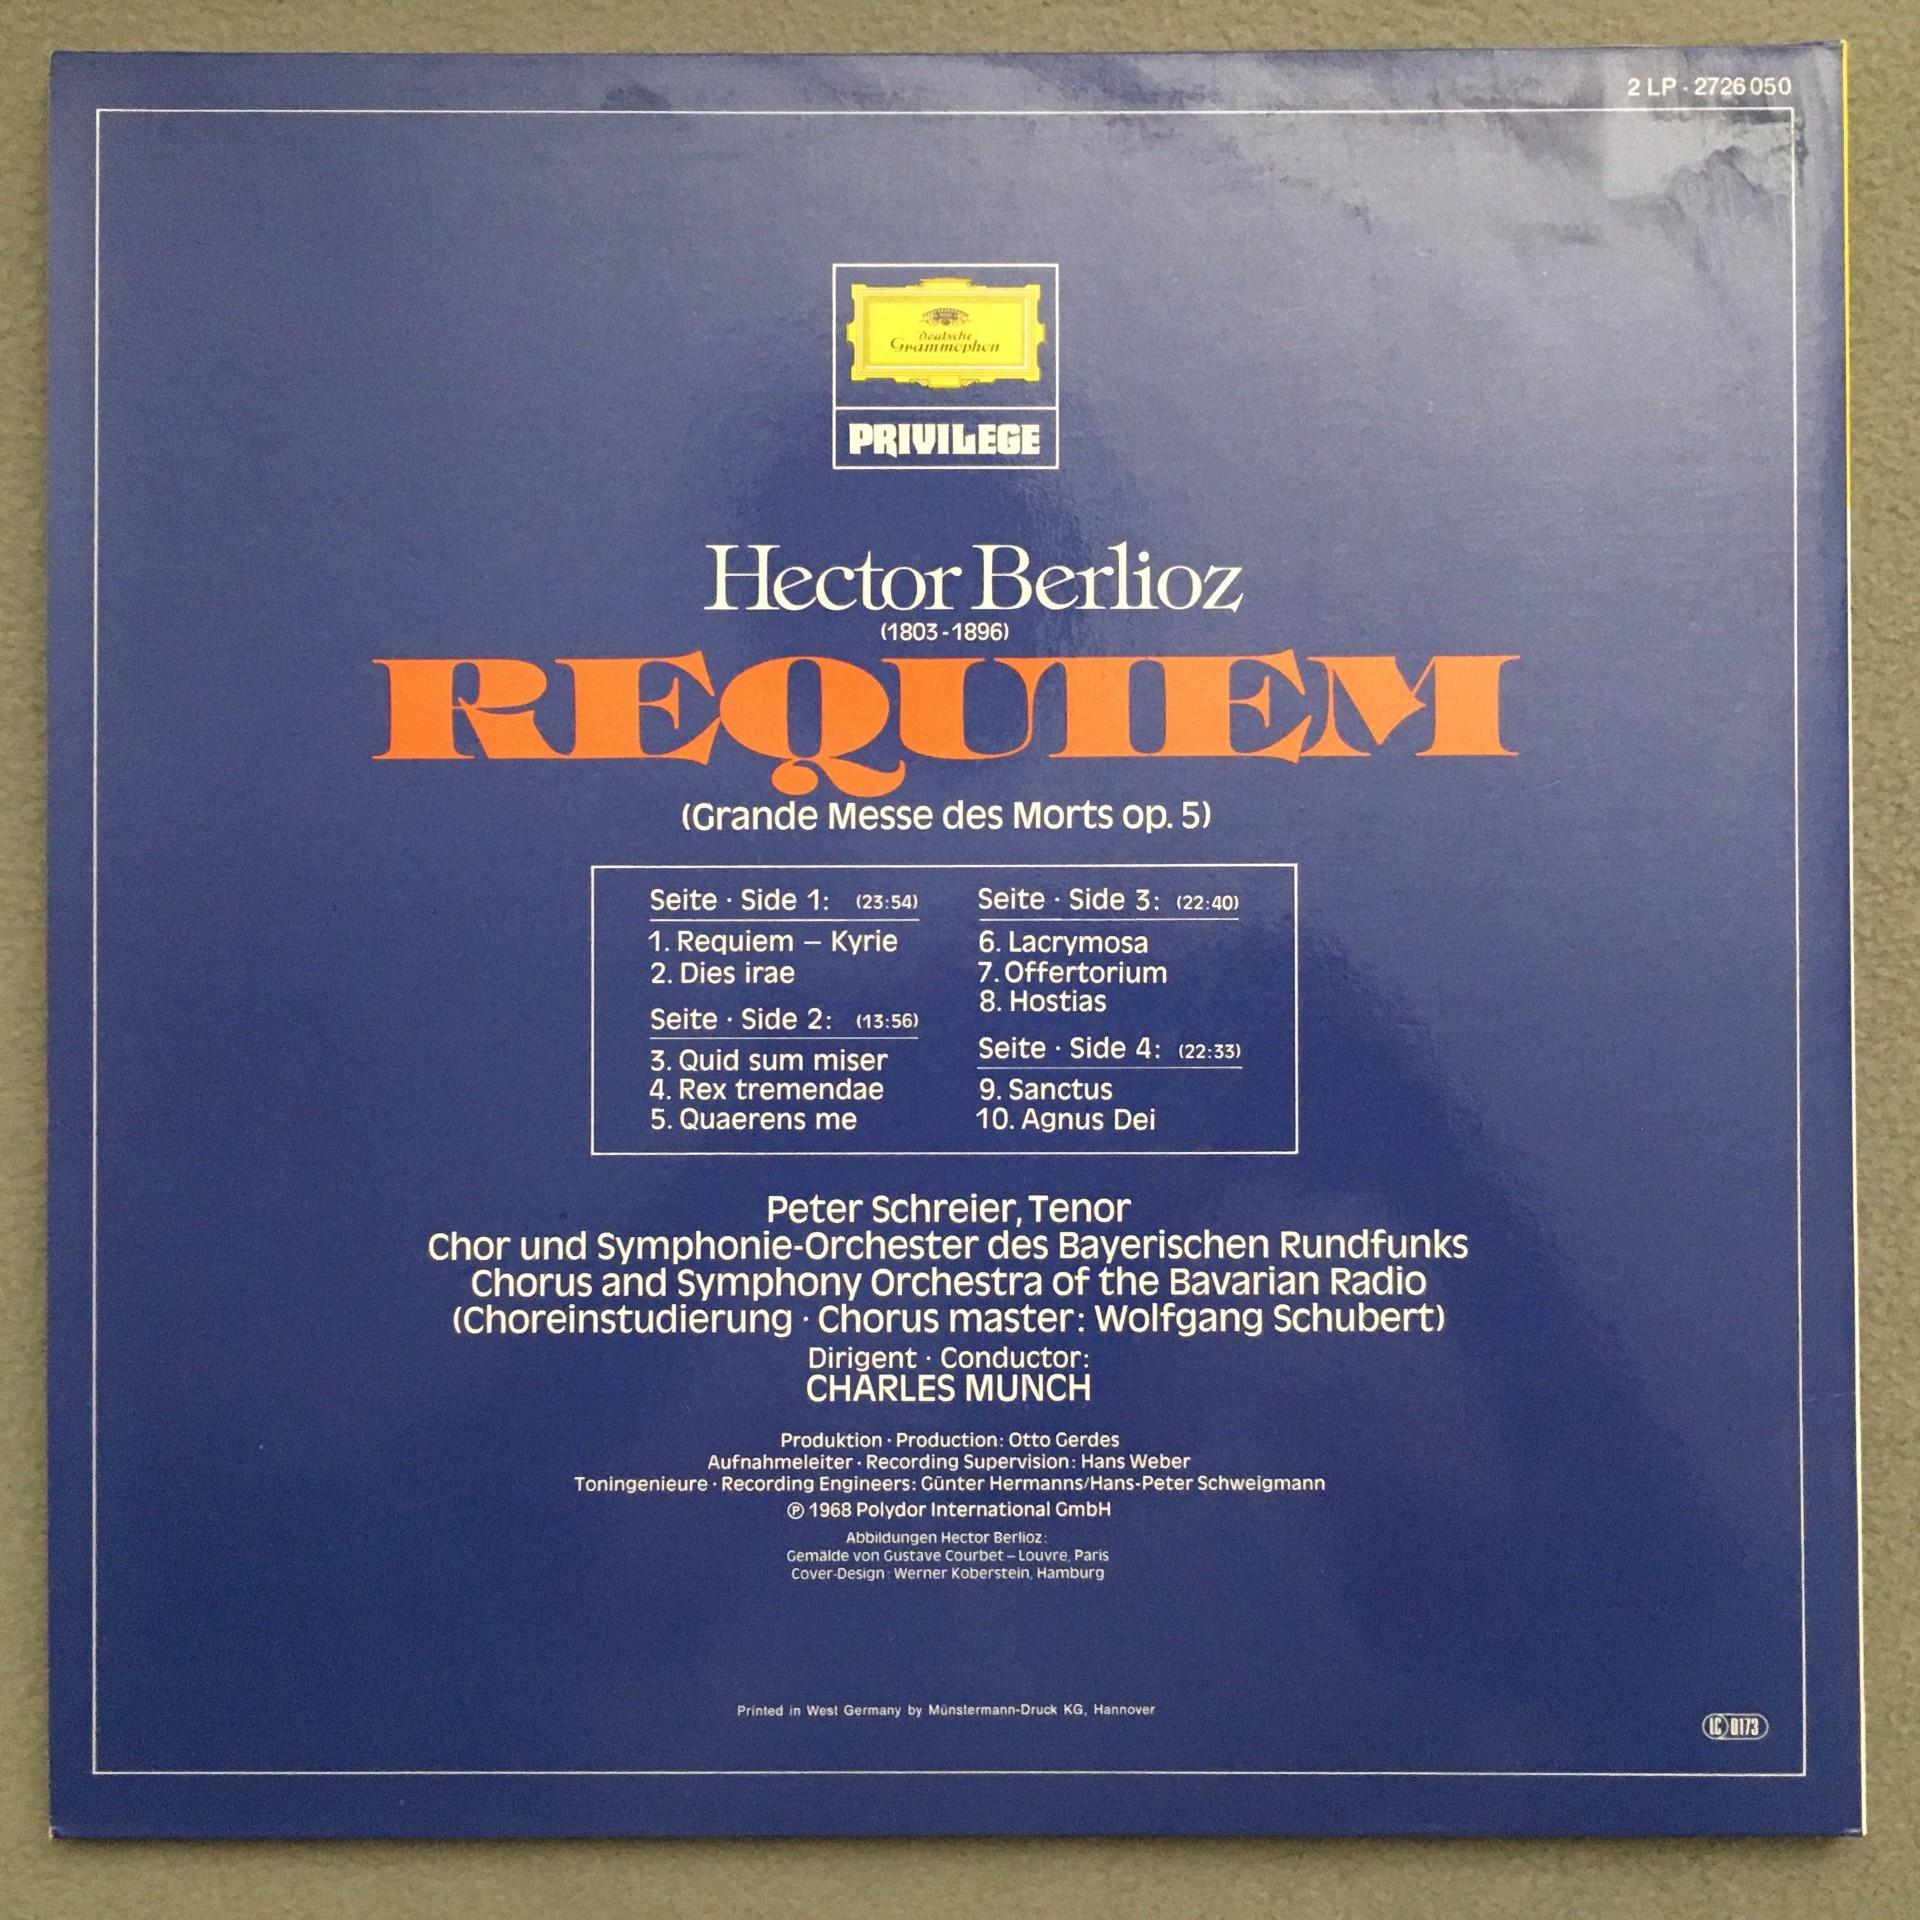 2 LP · 2726 050
Deutsche
Grammophon
PRIVILEGE
Hector Berlioz
(1803-1896)
REQUIEM
(Grande Messe des Morts op. 5)
Seite · Side 1: (23:54)
1. Requiem – Kyrie
2. Dies irae
Seite · Side 2: (13:56)
3. Quid sum miser
4. Rex tremendae
5. Quaerens me
Seite · Side 3: (22:40)
6. Lacrymosa
7. Offertorium
8. Hostias
Seite · Side 4: (22:33)
9. Sanctus
10. Agnus Dei
Peter Schreier, Tenor
Chor und Symphonie-Orchester des Bayerischen Rundfunks
Chorus and Symphony Orchestra of the Bavarian Radio
(Choreinstudierung · Chorus master: Wolfgang Schubert)
Dirigent · Conductor:
CHARLES MUNCH
Produktion · Production: Otto Gerdes
Aufnahmeleiter · Recording Supervision: Hans Weber
Toningenieure · Recording Engineers: Günter Hermanns/Hans-Peter Schweigmann
℗ 1968 Polydor International GmbH
Abbildungen Hector Berlioz:
Gemälde von Gustave Courbet – Louvre, Paris
Cover-Design: Werner Koberstein, Hamburg
Printed in West Germany by Münstermann-Druck KG, Hannover
LC 0173